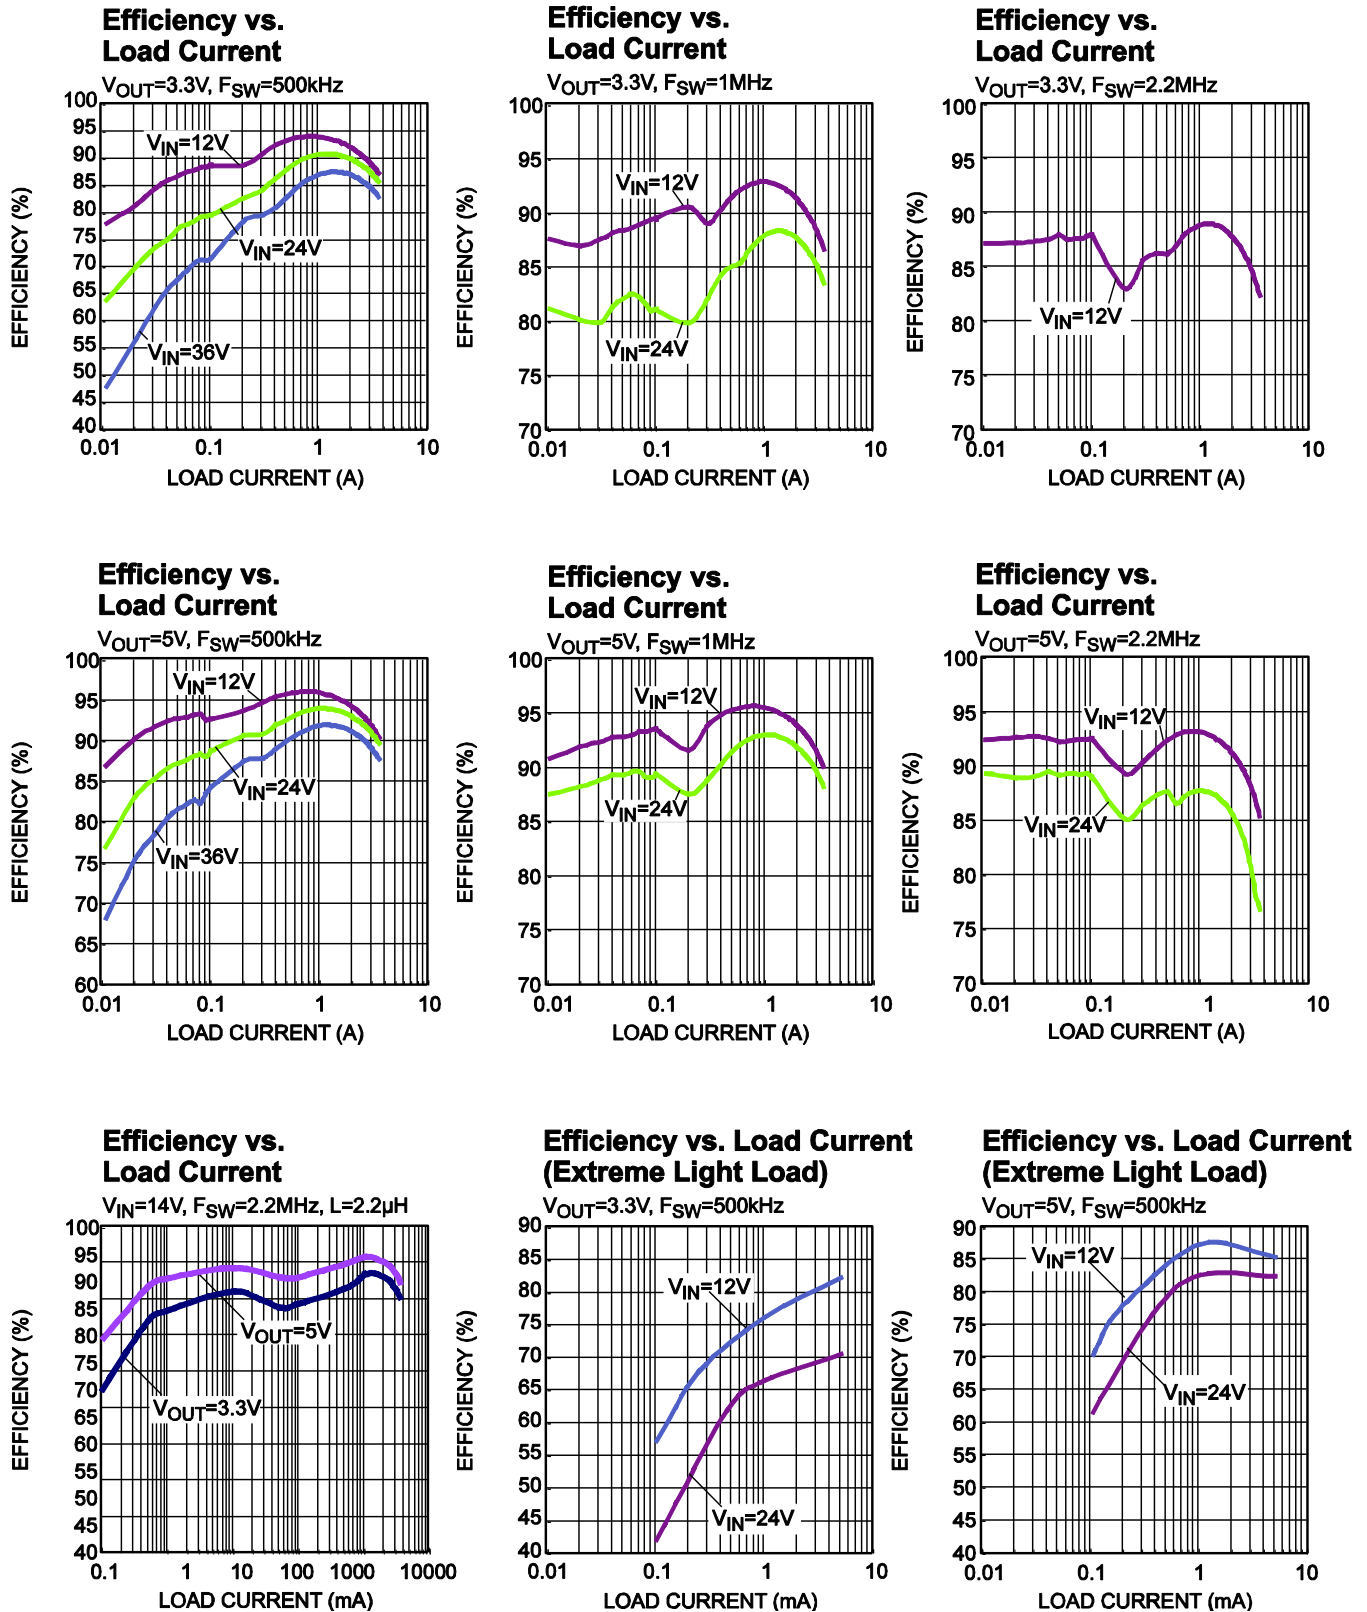 Efficiency vs.
Load Current
VOUT=3.3V, FSW=500kHz
EFFICIENCY (%)
100
95
90
85
80
75
70
65
60
55
50
45
40
VIN=12V
VIN=24V
VIN=36V
0.01 0.1 1 10
LOAD CURRENT (A)
Efficiency vs.
Load Current
VOUT=3.3V, FSW=1MHz
EFFICIENCY (%)
100
95
90
85
80
75
70
VIN=12V
VIN=24V
0.01 0.1 1 10
LOAD CURRENT (A)
Efficiency vs.
Load Current
VOUT=3.3V, FSW=2.2MHz
EFFICIENCY (%)
100
95
90
85
80
75
70
VIN=12V
0.01 0.1 1 10
LOAD CURRENT (A)
Efficiency vs.
Load Current
VOUT=5V, FSW=500kHz
EFFICIENCY (%)
100
95
90
85
80
75
70
65
60
VIN=12V
VIN=24V
VIN=36V
0.01 0.1 1 10
LOAD CURRENT (A)
Efficiency vs.
Load Current
VOUT=5V, FSW=1MHz
EFFICIENCY (%)
100
95
90
85
80
75
70
VIN=12V
VIN=24V
0.01 0.1 1 10
LOAD CURRENT (A)
Efficiency vs.
Load Current
VOUT=5V, FSW=2.2MHz
EFFICIENCY (%)
100
95
90
85
80
75
70
VIN=12V
VIN=24V
0.01 0.1 1 10
LOAD CURRENT (A)
Efficiency vs.
Load Current
VIN=14V, FSW=2.2MHz, L=2.2µH
EFFICIENCY (%)
100
95
90
85
80
75
70
65
60
55
50
45
40
VOUT=5V
VOUT=3.3V
0.1 1 10 100 1000 10000
LOAD CURRENT (mA)
Efficiency vs. Load Current
(Extreme Light Load)
VOUT=3.3V, FSW=500kHz
EFFICIENCY (%)
90
85
80
75
70
65
60
55
50
45
40
VIN=12V
VIN=24V
0.01 0.1 1 10
LOAD CURRENT (mA)
Efficiency vs. Load Current
(Extreme Light Load)
VOUT=5V, FSW=500kHz
EFFICIENCY (%)
90
85
80
75
70
65
60
55
50
45
40
VIN=12V
VIN=24V
0.01 0.1 1 10
LOAD CURRENT (mA)